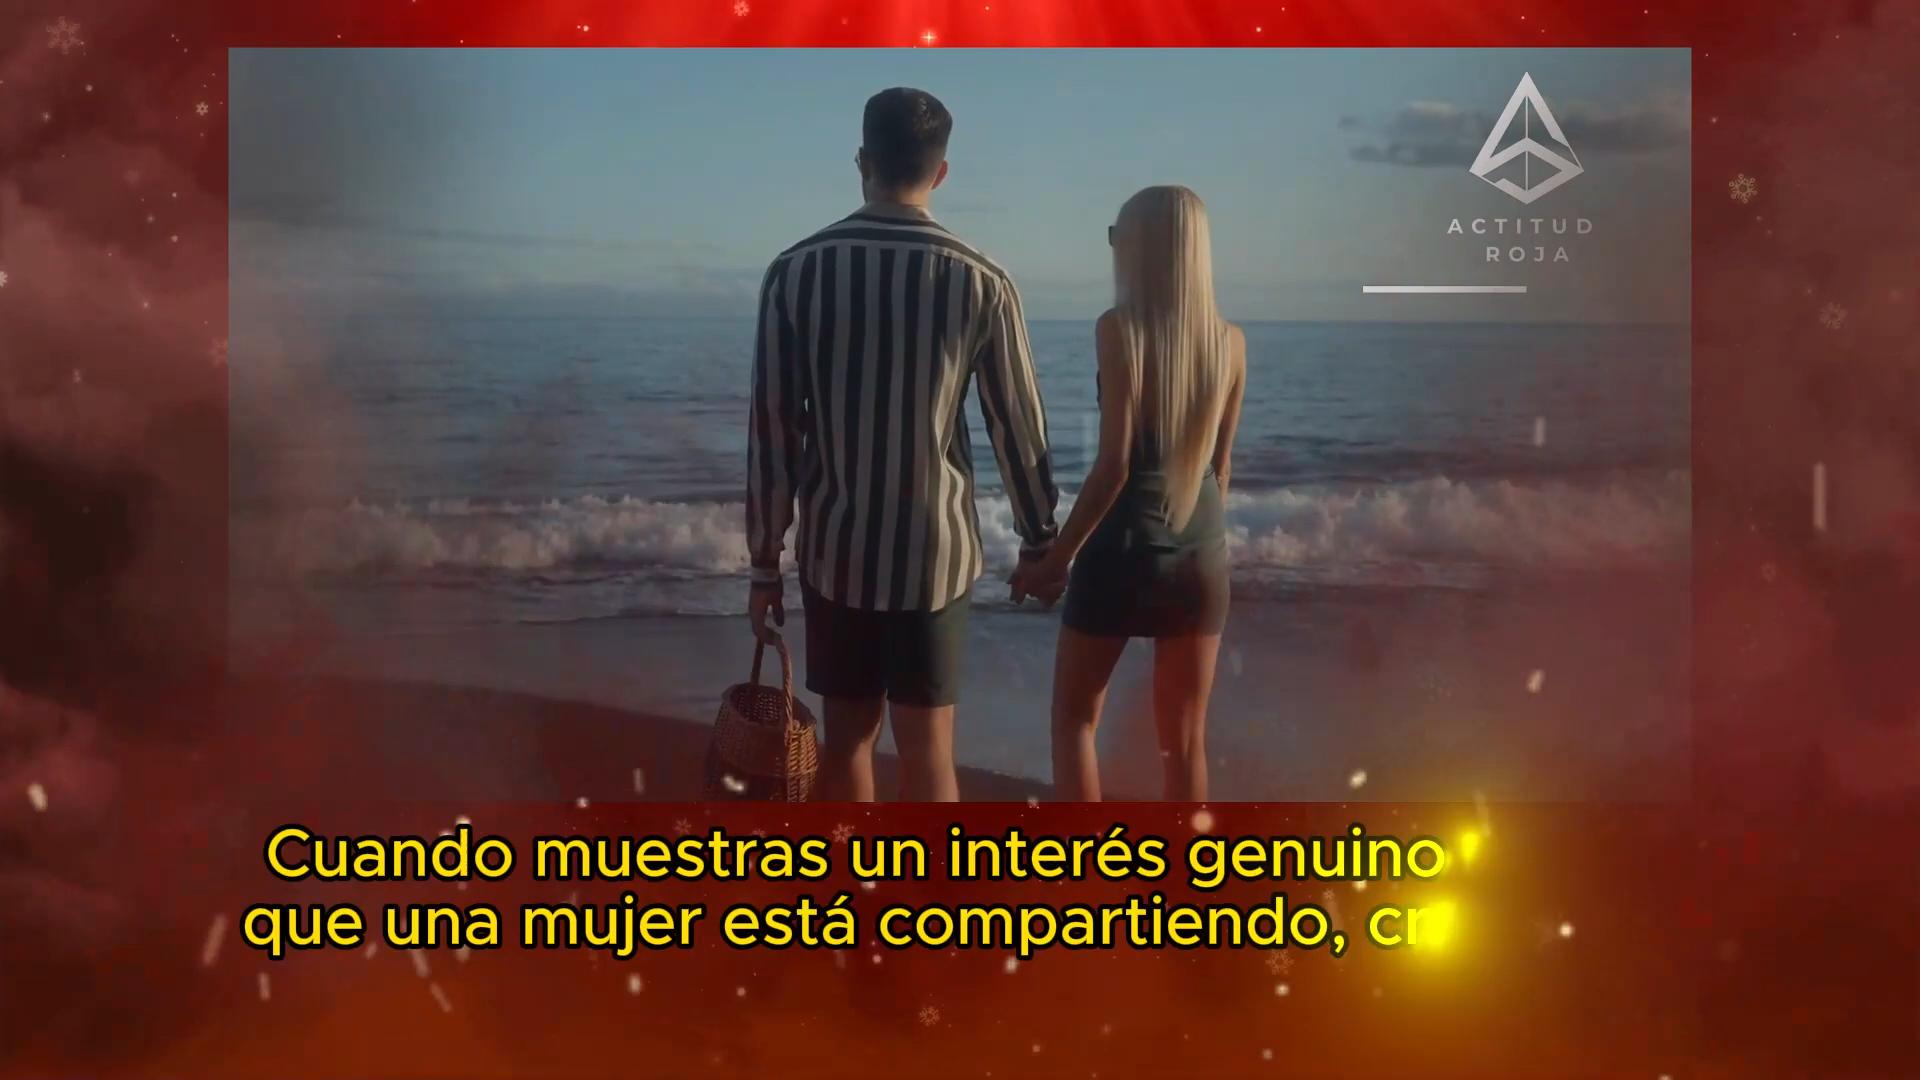 ACTITUD
ROJA
Cuando muestras un interés genuino
que una mujer está compartiendo,